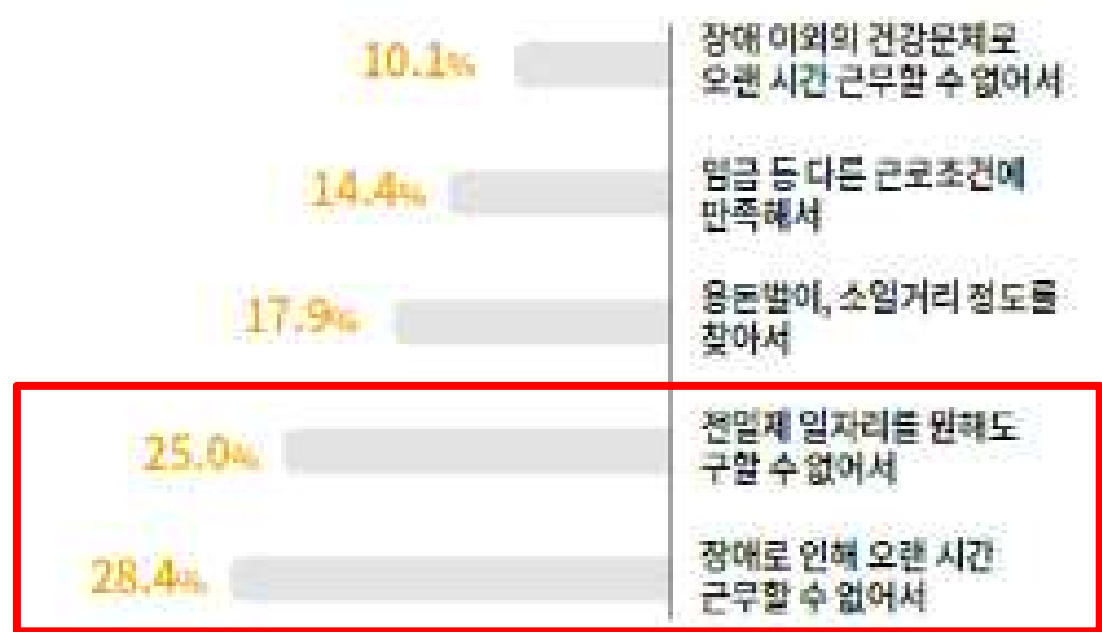 10.1%
장애 이외의 건강문제로
오랜 시간 근무할 수 없어서
14.4%
임금 등 다른 근로조건에
만족해서
17.9%
용돈벌이, 소일거리 정도를
찾아서
25.0%
전일제 일자리를 원해도
구할 수 없어서
28.4%
장애로 인해 오랜 시간
근무할 수 없어서